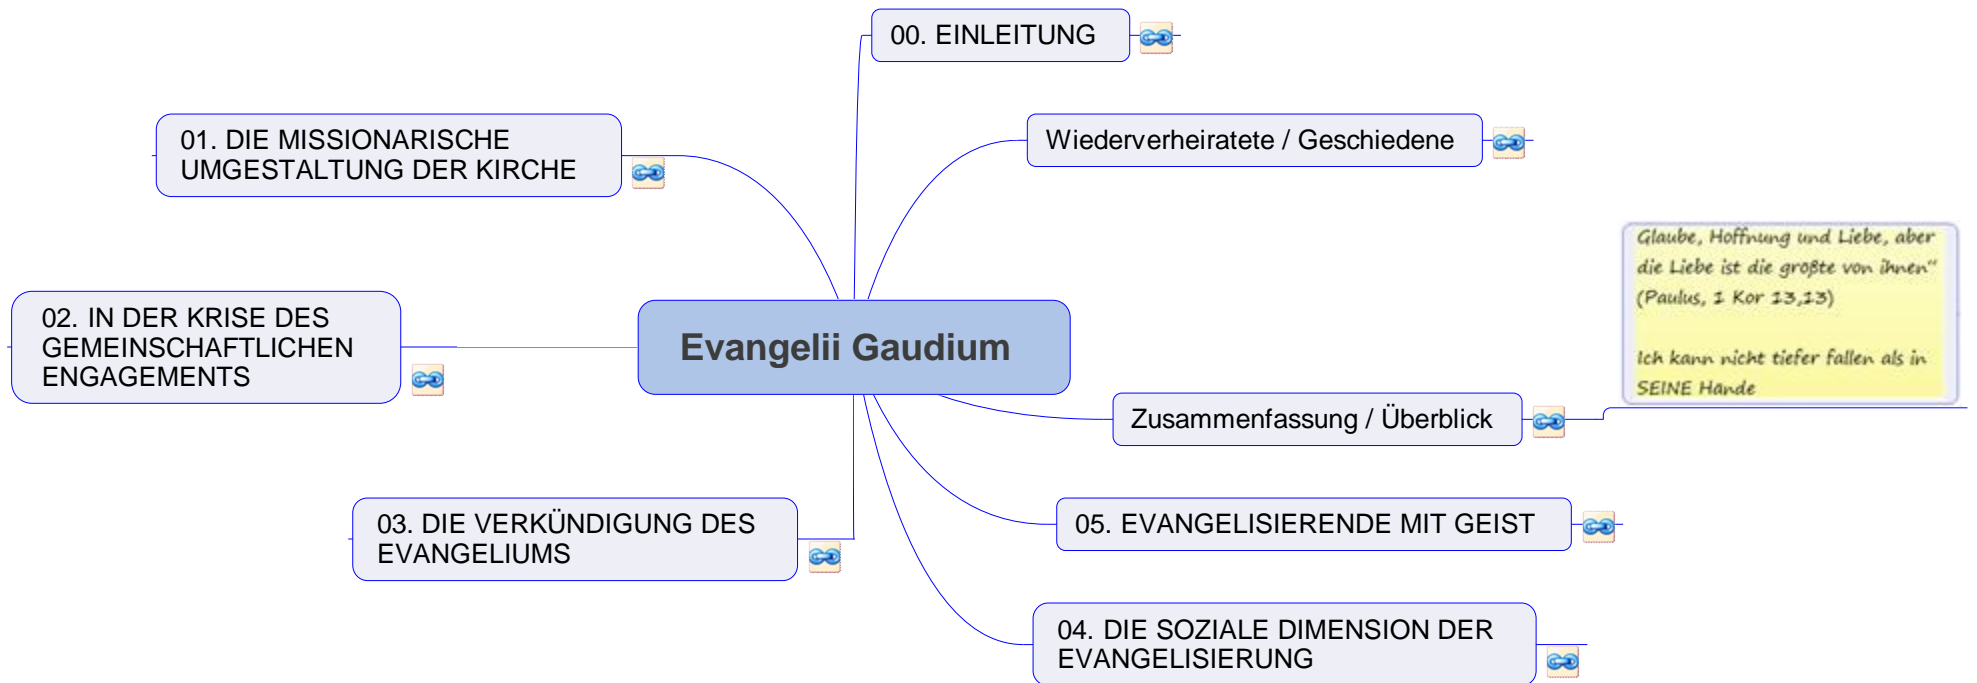 00. EINLEITUNG
01. DIE MISSIONARISCHE
UMGESTALTUNG DER KIRCHE
Wiederverheiratete / Geschiedene
Glaube, Hoffnung und Liebe, aber
die Liebe ist die großte von ihnen“
(Paulus, 1 Kor 13,13)
Ich kann nicht tiefer fallen als in
SEINE Hande
02. IN DER KRISE DES
GEMEINSCHAFTLICHEN
ENGAGEMENTS
Evangelii Gaudium
Zusammenfassung / Überblick
03. DIE VERKÜNDIGUNG DES
EVANGELIUMS
05. EVANGELISIERENDE MIT GEIST
04. DIE SOZIALE DIMENSION DER
EVANGELISIERUNG